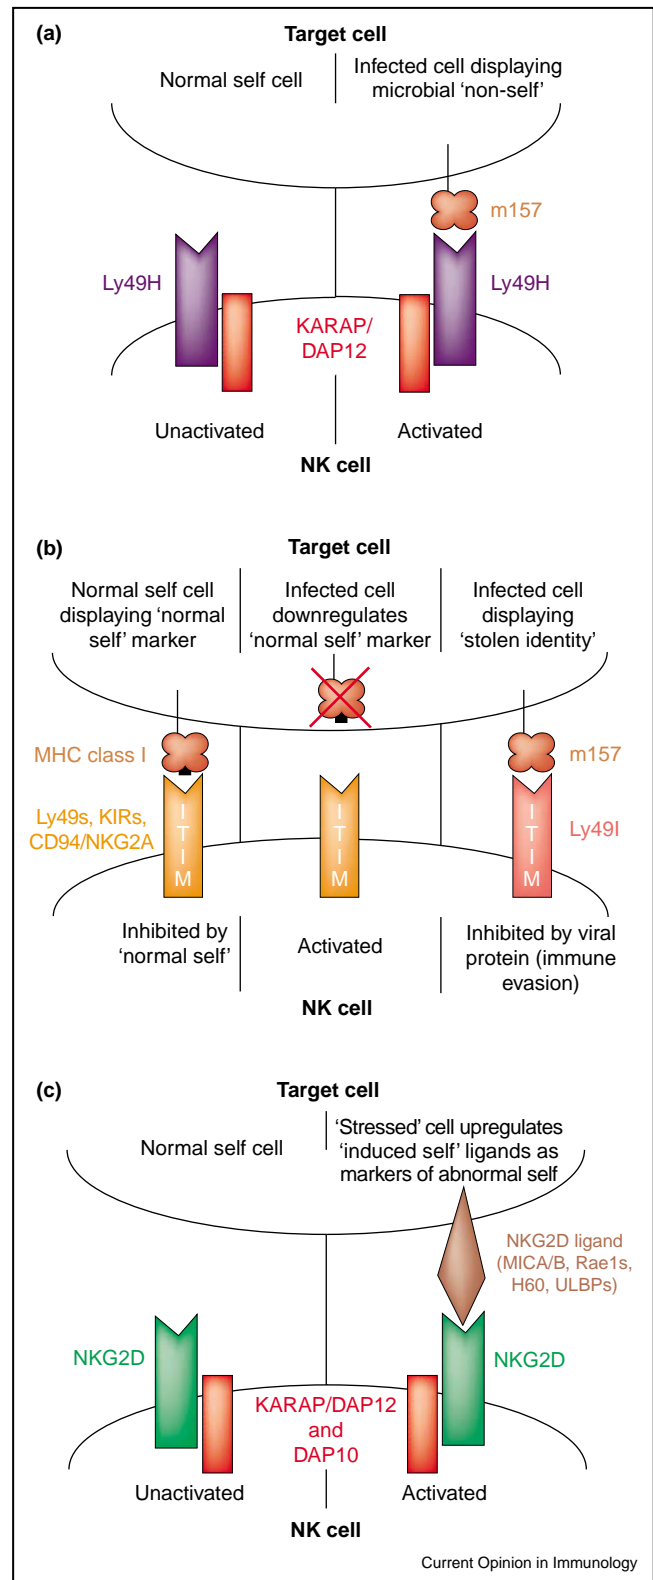 (a)
Target cell
Normal self cell
Infected cell displaying
microbial ‘non-self’
m157
Ly49H
Ly49H
KARAP/
DAP12
Unactivated
Activated
NK cell
(b)
Target cell
Normal self cell
displaying ‘normal
self’ marker
Infected cell
downregulates
‘normal self’ marker
Infected cell
displaying
‘stolen identity’
MHC class I
m157
Ly49s, KIRs,
CD94/NKG2A
ITIM
ITIM
ITIM
Ly49I
Inhibited by
‘normal self’
Activated
Inhibited by viral
protein (immune
evasion)
NK cell
(c)
Target cell
Normal self cell
‘Stressed’ cell upregulates
‘induced self’ ligands as
markers of abnormal self
NKG2D ligand
(MICA/B, Rae1s,
H60, ULBPs)
NKG2D
NKG2D
KARAP/DAP12
and
DAP10
Unactivated
Activated
NK cell
Current Opinion in Immunology